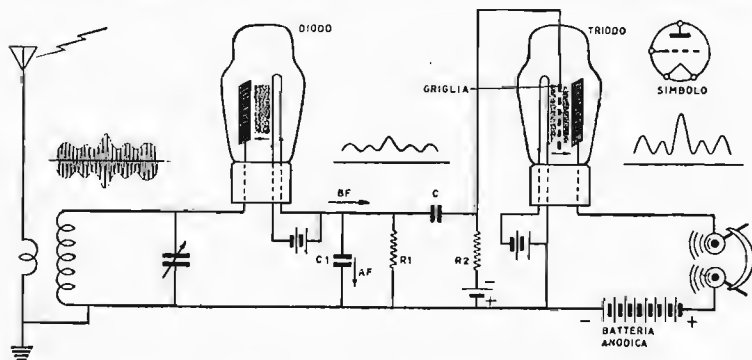 DIODO
TRIODO
GRIGLIA
SIMBOLO
BF
C
C1
AF
R1
R2
-
+
- BATTERIA ANODICA +